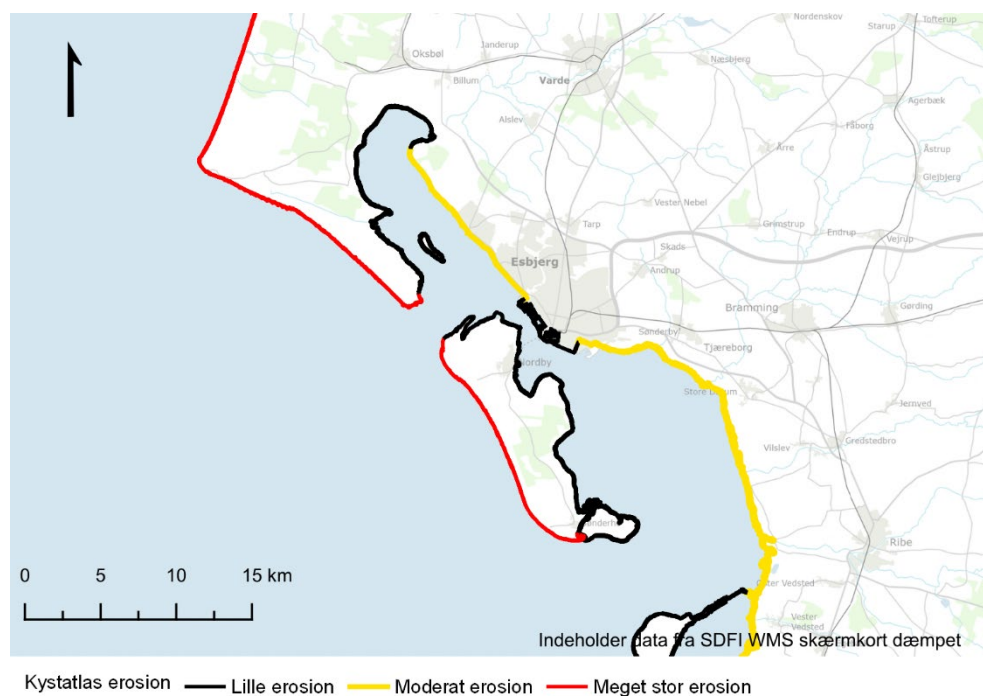 Nordenskov
Starup
Tofterup
Oksbøl
Janderup
Næsbjerg
Billum
Varde
Agerbæk
Alslev
Fåborg
Årre
Åstrup
Glejbjerg
Vester Nebel
Tarp
Grimstrup
Endrup
Vejrup
Skads
Esbjerg
Andrup
Bramming
Gørding
Sønderby
Tjæreborg
Nordby
Jernved
Vilslev
Gredstedbro
Ribe
Vester
Vedsted
0 5 10 15 km
Indeholder data fra SDFI WMS skærmkort dæmpet
Kystatlas erosion Lille erosion Moderat erosion Meget stor erosion